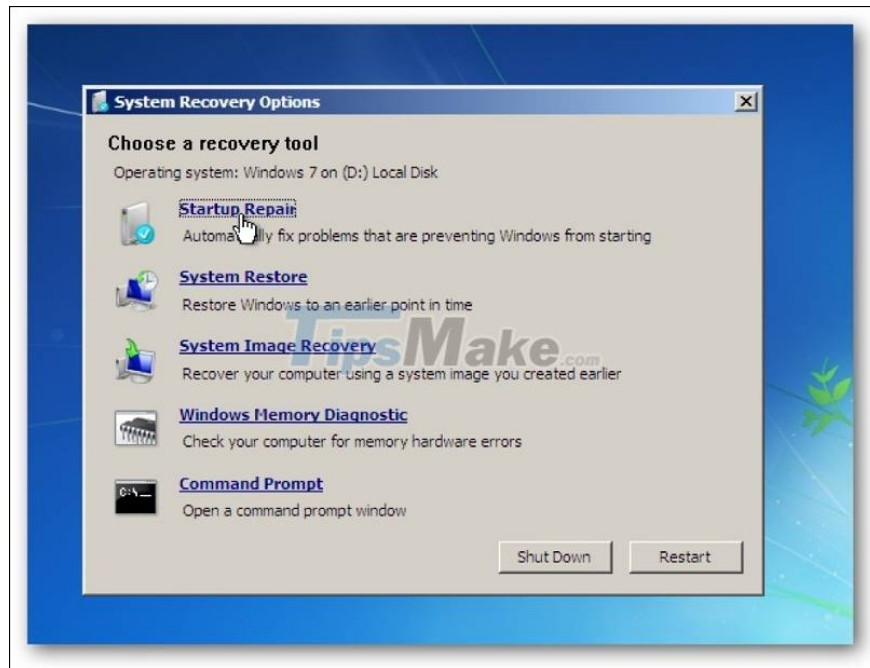 System Recovery Options
Choose a recovery tool
Operating system: Windows 7 on (D:) Local Disk
Startup Repair
Automatically fix problems that are preventing Windows from starting
System Restore
Restore Windows to an earlier point in time
TipsMake.com
System Image Recovery
Recover your computer using a system image you created earlier
Windows Memory Diagnostic
Check your computer for memory hardware errors
C:\_
Command Prompt
Open a command prompt window
Shut Down Restart